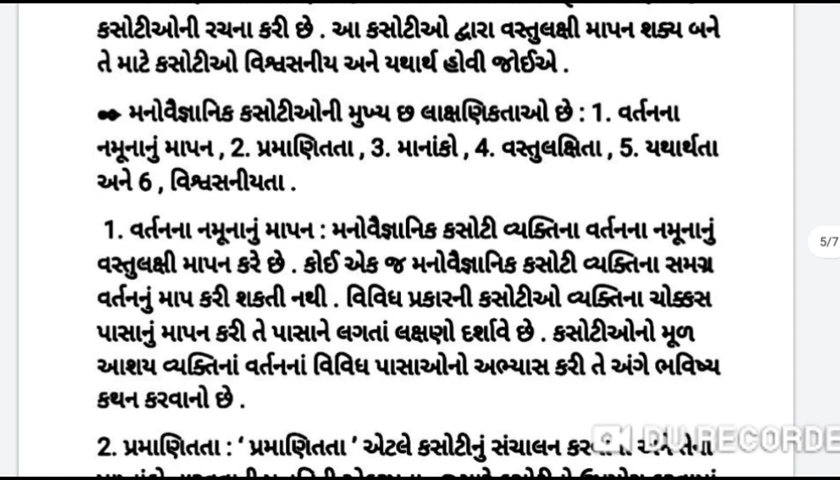 કસોટીઓની રચના કરી છે . આ કસોટીઓ દ્વારા વસ્તુલક્ષી માપન શક્ય બને
તે માટે કસોટીઓ વિશ્વસનીય અને યથાર્થ હોવી જોઈએ .
➻ મનોવૈજ્ઞાનિક કસોટીઓની મુખ્ય છ લાક્ષણિકતાઓ છે : 1. વર્તનના
નમૂનાનું માપન , 2. પ્રમાણિતતા , 3. માનાંકો , 4. વસ્તુલક્ષિતા , 5. યથાર્થતા
અને 6 , વિશ્વસનીયતા .
1. વર્તનના નમૂનાનું માપન : મનોવૈજ્ઞાનિક કસોટી વ્યક્તિના વર્તનના નમૂનાનું
વસ્તુલક્ષી માપન કરે છે . કોઈ એક જ મનોવૈજ્ઞાનિક કસોટી વ્યક્તિના સમગ્ર
5/7
વર્તનનું માપ કરી શકતી નથી . વિવિધ પ્રકારની કસોટીઓ વ્યક્તિના ચોક્કસ
પાસાનું માપન કરી તે પાસાને લગતાં લક્ષણો દર્શાવે છે . કસોટીઓનો મૂળ
આશય વ્યક્તિનાં વર્તનનાં વિવિધ પાસાઓનો અભ્યાસ કરી તે અંગે ભવિષ્ય
કથન કરવાનો છે .
2. પ્રમાણિતતા : ‘ પ્રમાણિતતા ’ એટલે કસોટીનું સંચાલન
DU RECORDE